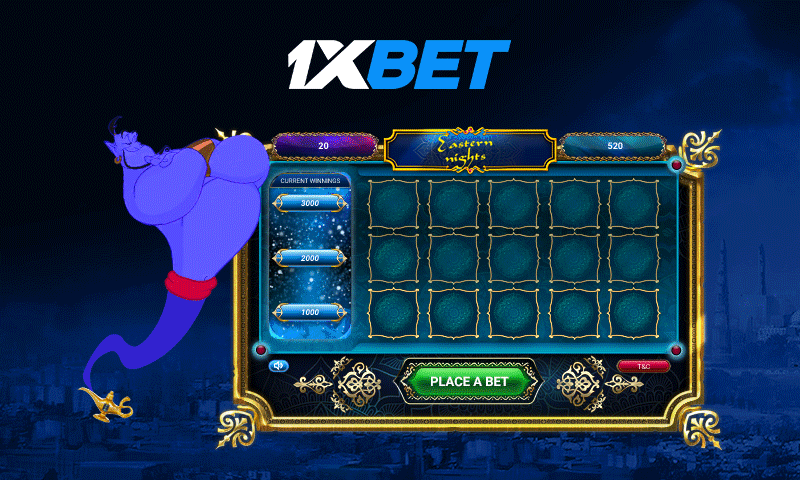 1XBET
20
Eastern
nights
520
CURRENT WINNINGS
3000
2000
1000
PLACE A BET
T&C